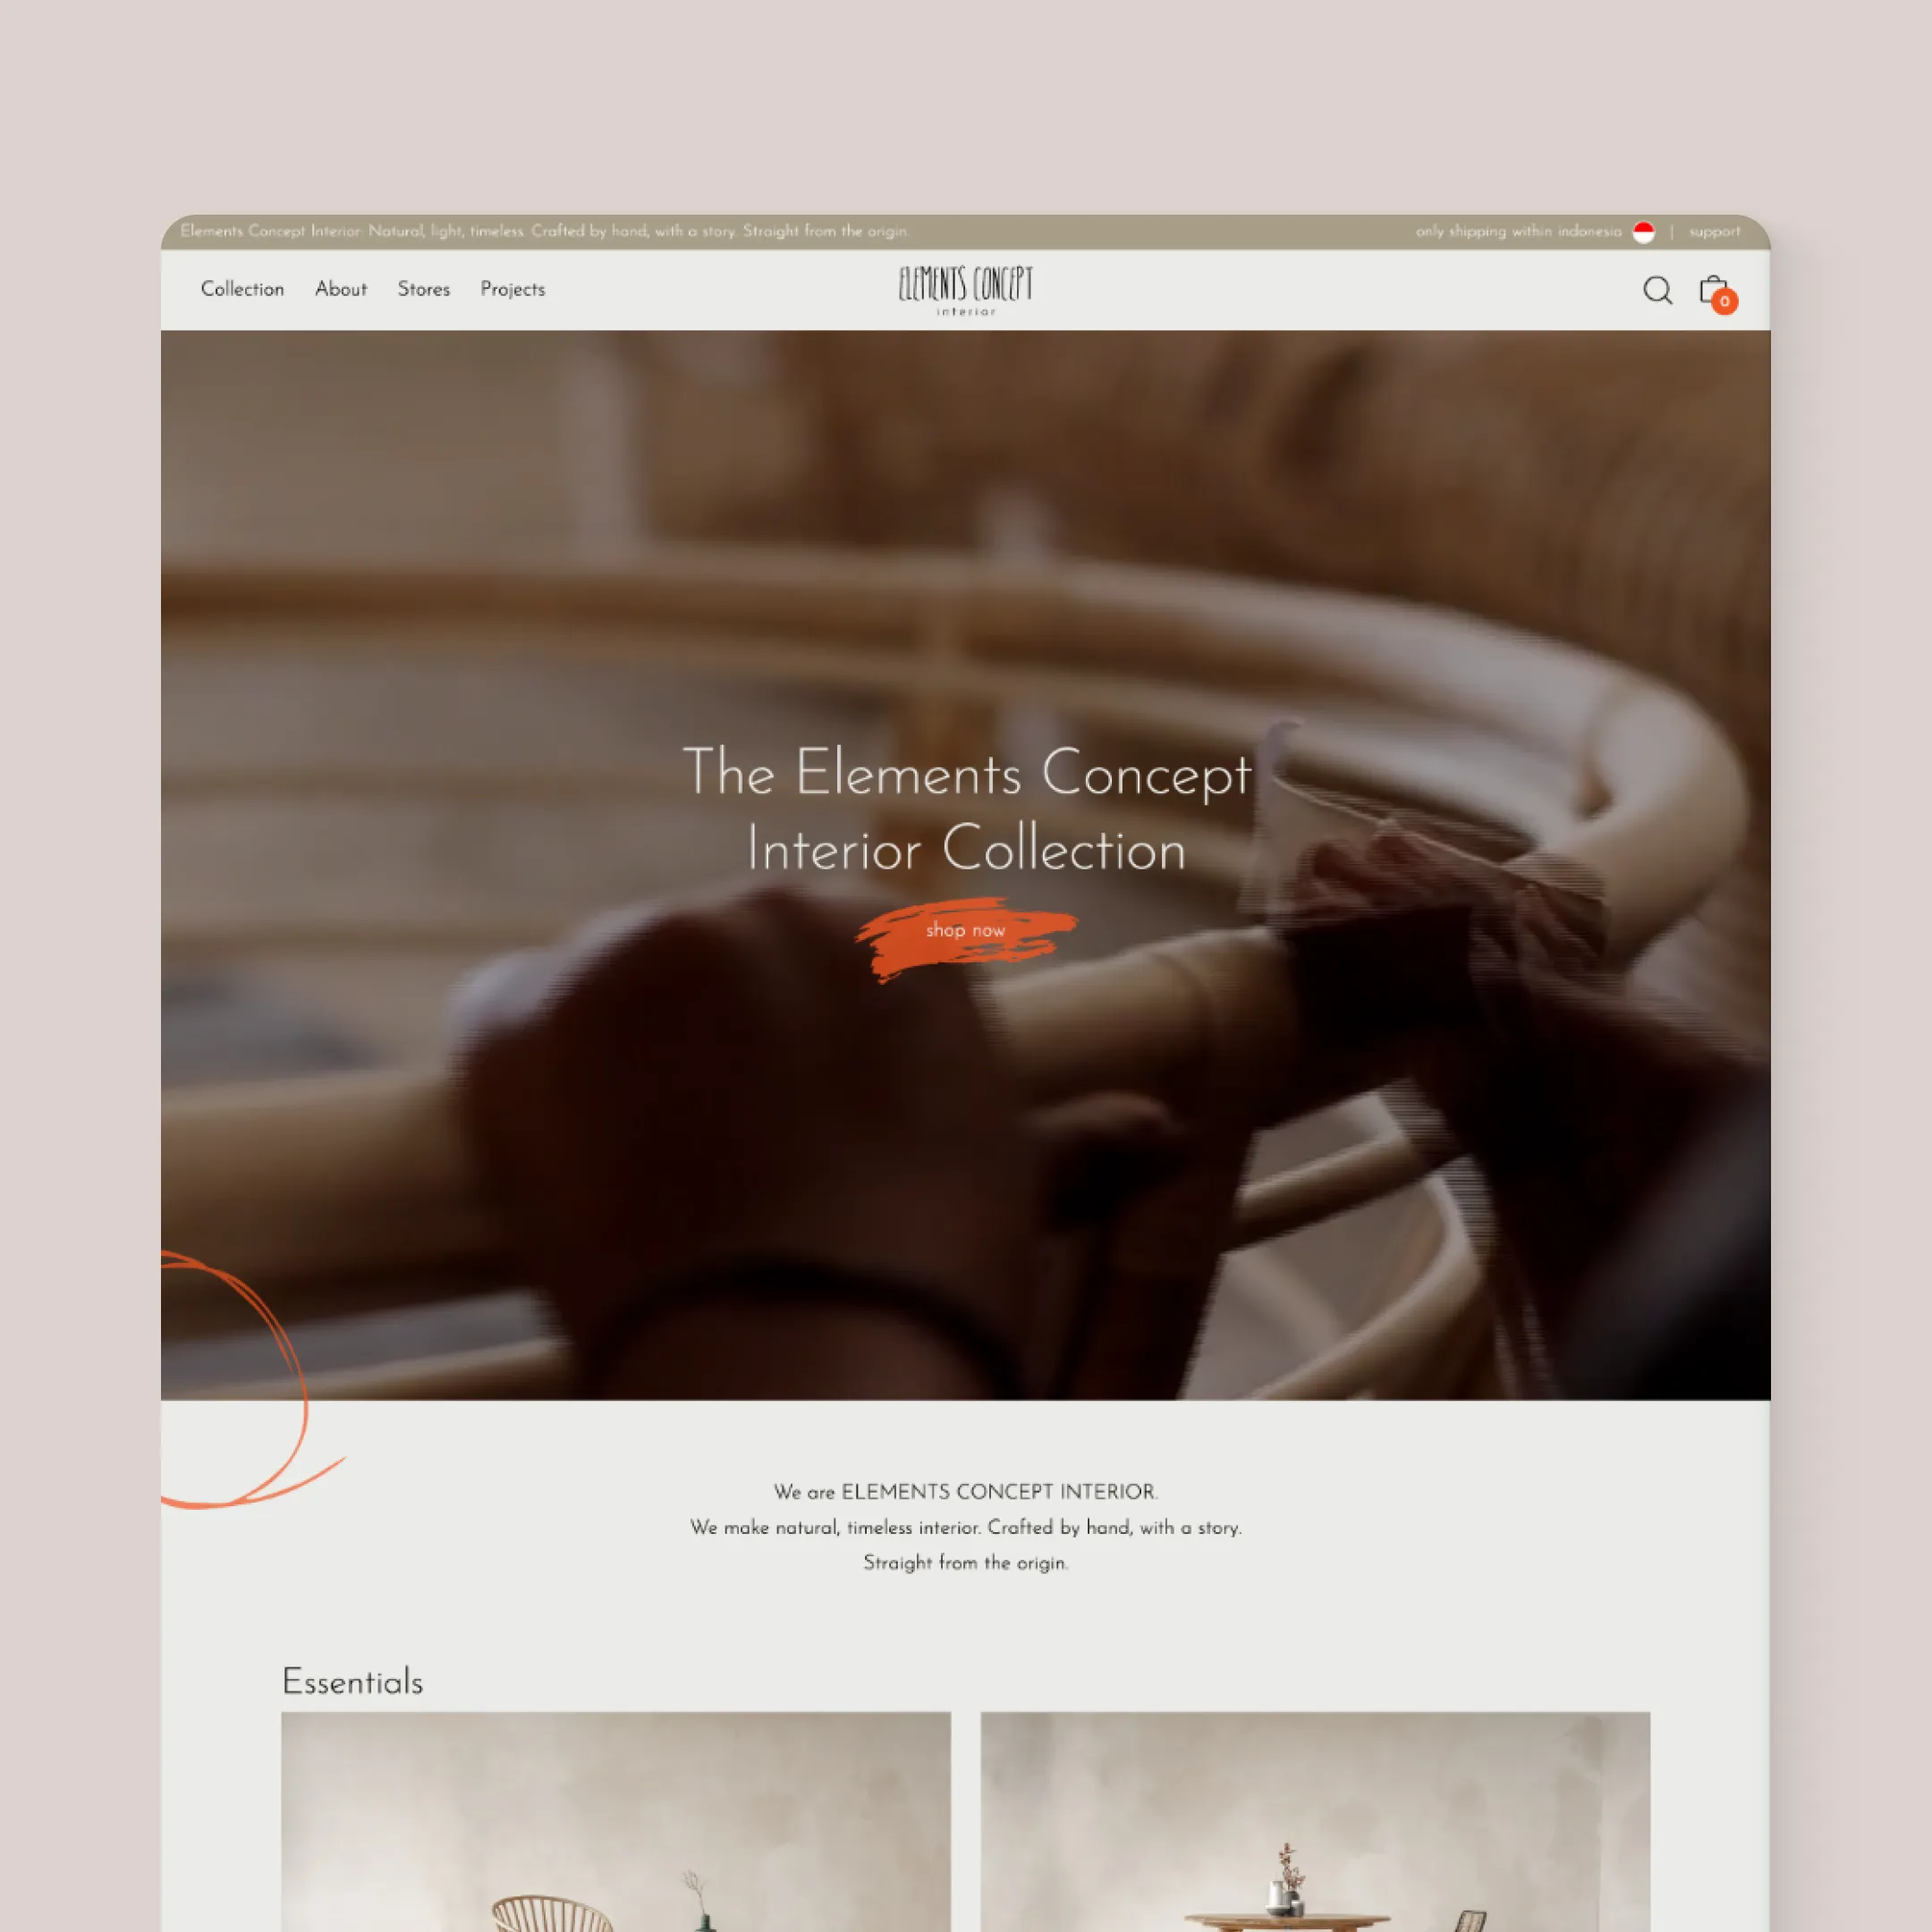 Elements Concept Interior: Natural, light, timeless. Crafted by hand, with a story. Straight from the origin.
only shipping within indonesia | support
Collection About Stores Projects
ELEMENTS CONCEPT
interior
0
The Elements Concept
Interior Collection
shop now
We are ELEMENTS CONCEPT INTERIOR.
We make natural, timeless interior. Crafted by hand, with a story.
Straight from the origin.
Essentials